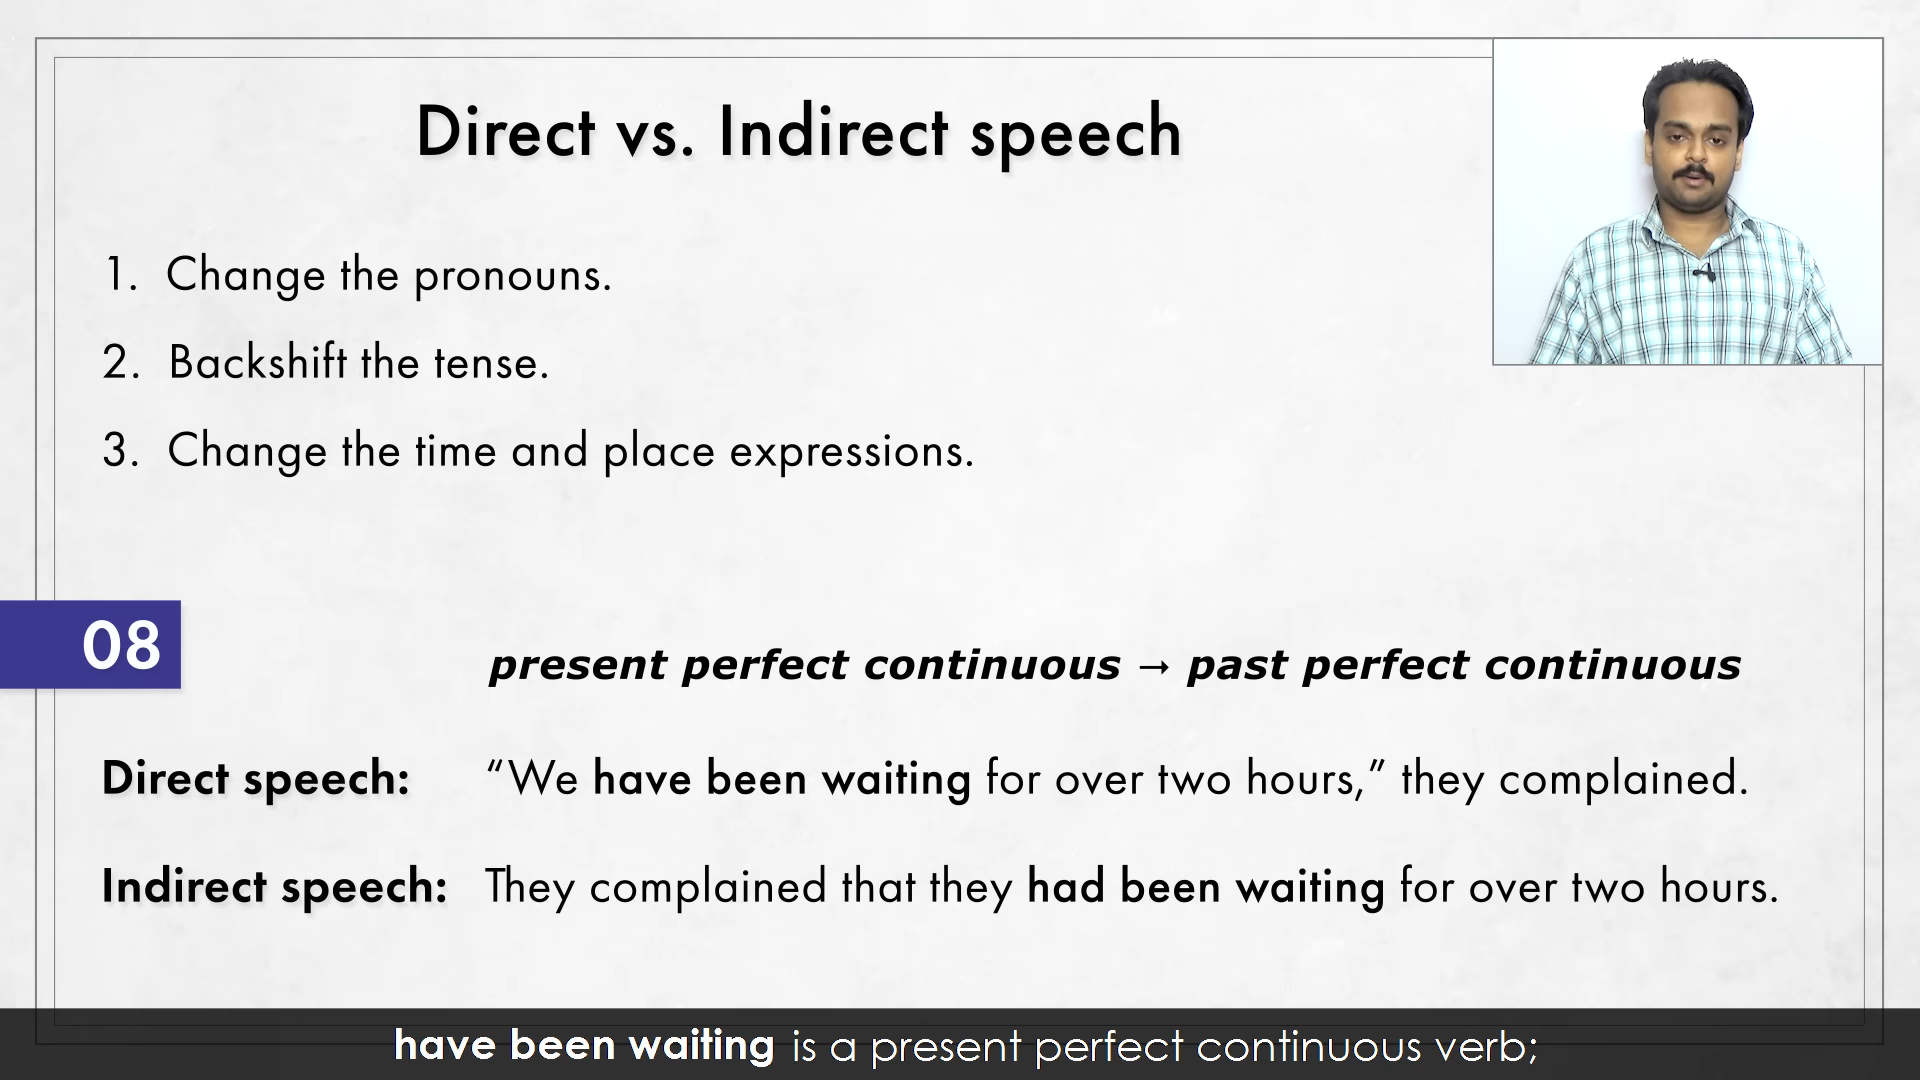 Direct vs. Indirect speech
1. Change the pronouns.
2. Backshift the tense.
3. Change the time and place expressions.
08
present perfect continuous → past perfect continuous
Direct speech: “We have been waiting for over two hours,” they complained.
Indirect speech: They complained that they had been waiting for over two hours.
have been waiting is a present perfect continuous verb;